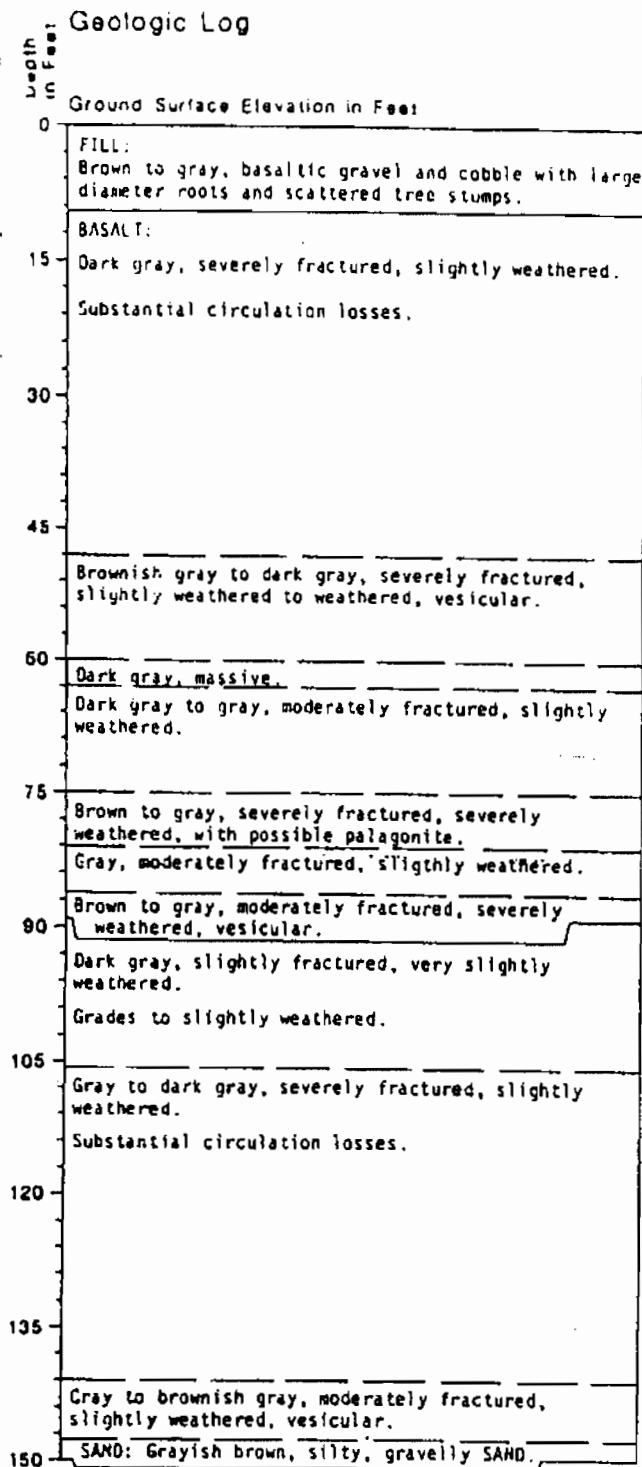 Geologic Log
Depth
in Feet
Ground Surface Elevation in Feet
0
FILL:
Brown to gray, basaltic gravel and cobble with large
diameter roots and scattered tree stumps.
BASALT:
15
Dark gray, severely fractured, slightly weathered.
Substantial circulation losses.
30
45
Brownish gray to dark gray, severely fractured,
slightly weathered to weathered, vesicular.
60
Dark gray, massive.
Dark gray to gray, moderately fractured, slightly
weathered.
75
Brown to gray, severely fractured, severely
weathered, with possible palagonite.
Gray, moderately fractured, sligthly weathered.
Brown to gray, moderately fractured, severely
90
weathered, vesicular.
Dark gray, slightly fractured, very slightly
weathered.
Grades to slightly weathered.
105
Gray to dark gray, severely fractured, slightly
weathered.
Substantial circulation losses.
120
135
Gray to brownish gray, moderately fractured,
slightly weathered, vesicular.
150
SAND: Grayish brown, silty, gravelly SAND.